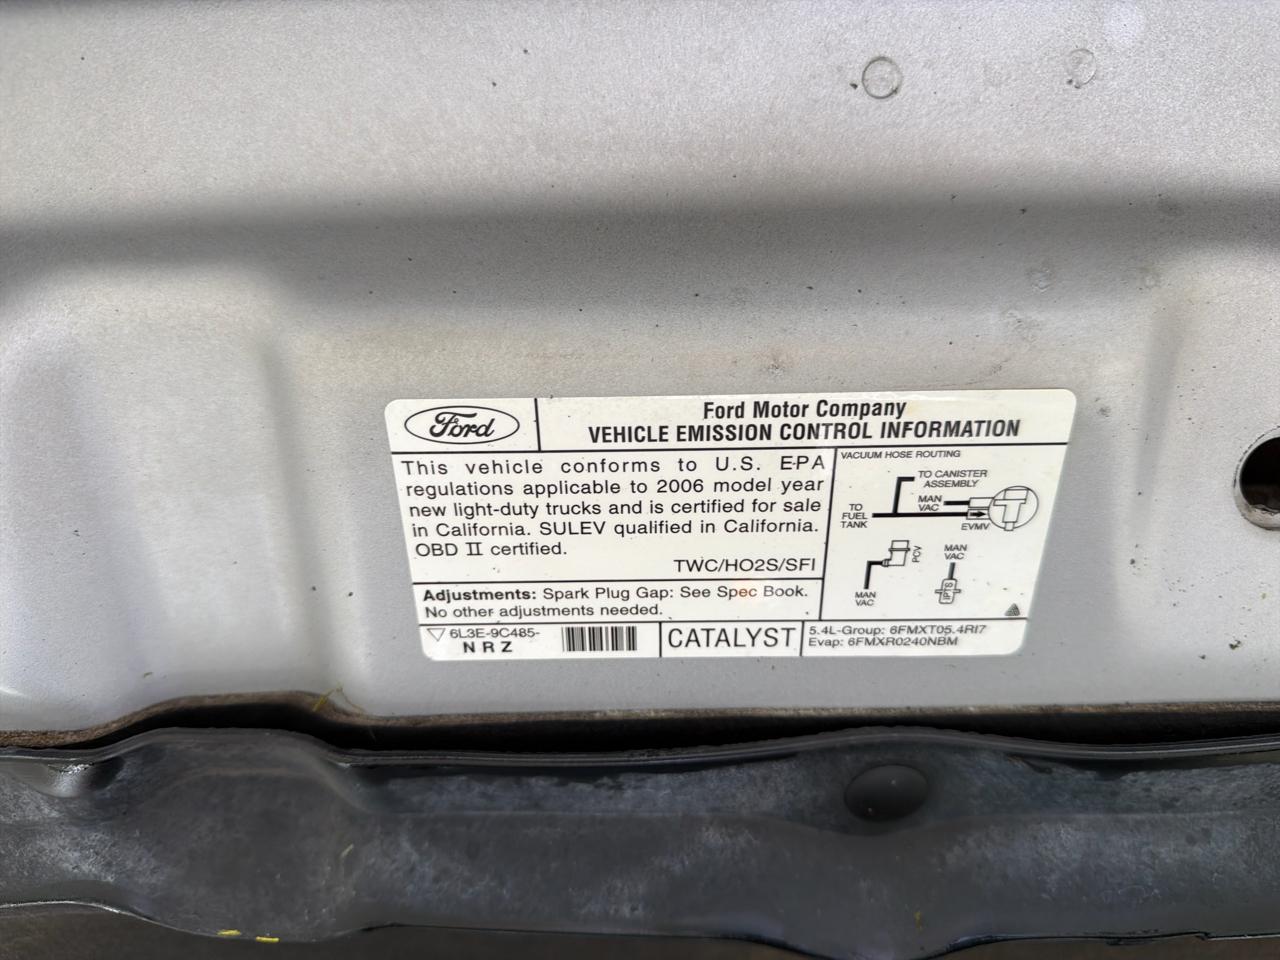 Ford
Ford Motor Company
VEHICLE EMISSION CONTROL INFORMATION
This vehicle conforms to U.S. EPA
regulations applicable to 2006 model year
new light-duty trucks and is certified for sale
in California. SULEV qualified in California.
OBD II certified.
TWC/HO2S/SFI
Adjustments: Spark Plug Gap: See Spec Book.
No other adjustments needed.
VACUUM HOSE ROUTING
TO CANISTER
ASSEMBLY
MAN
VAC
TO
FUEL
TANK
EVMV
PCV
MAN
VAC
MAN
VAC
IPTS
6L3E-9C485-
N R Z
CATALYST
5.4L-Group: 6FMXT05.4RI7
Evap: 6FMXR0240NBM